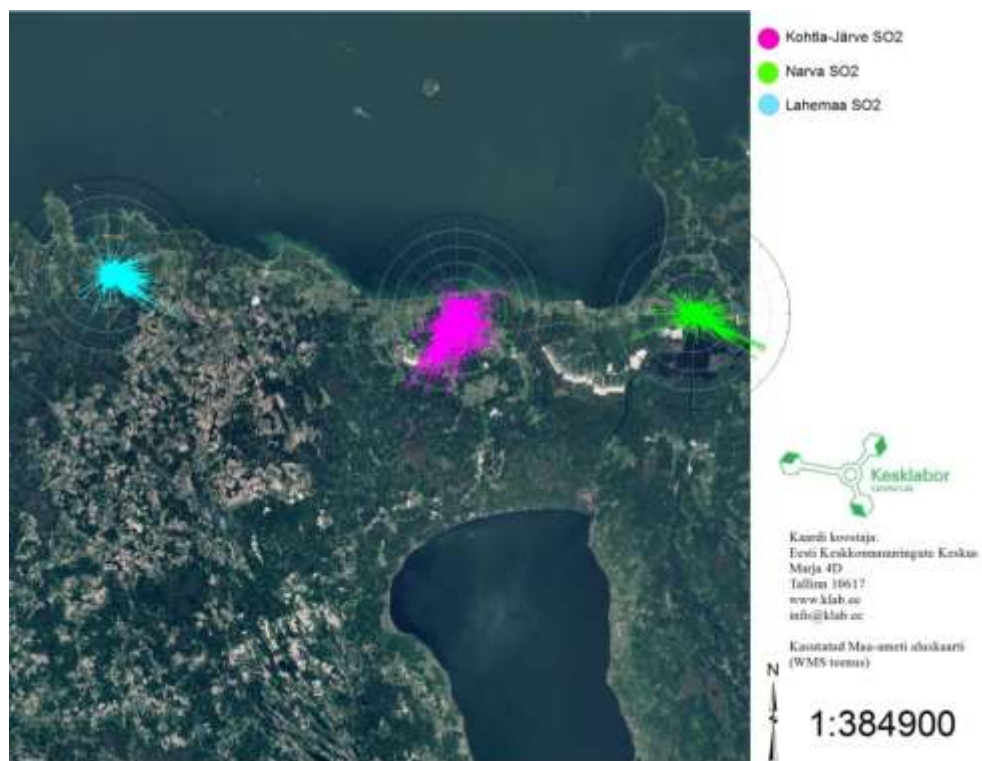 Kohtla-Järve SO2
Narva SO2
Lahemaa SO2
Kesklabor
Kaardi koostaja:
Eesti Keskkonnauuringute Keskus
Marja 4D
Tallinn 10617
www.klab.ee
info@klab.ee
Kasutatud Maa-ameti aluskaarti
(WMS teenus)
N
1:384900